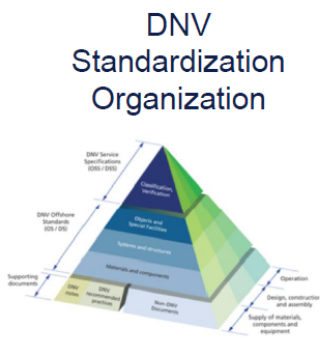 DNV
Standardization
Organization
DNV Service
Specifications
(OSS / DSS)
Classification,
Verification
DNV Offshore
Standards
(OS / DS)
Objects and
Special Facilities
Systems and structures
Materials and components
Supporting
documents
DNV
notes
DNV
recommended
practices
Non-DNV
Documents
Operation
Design, construction
and assembly
Supply of materials,
components and
equipment